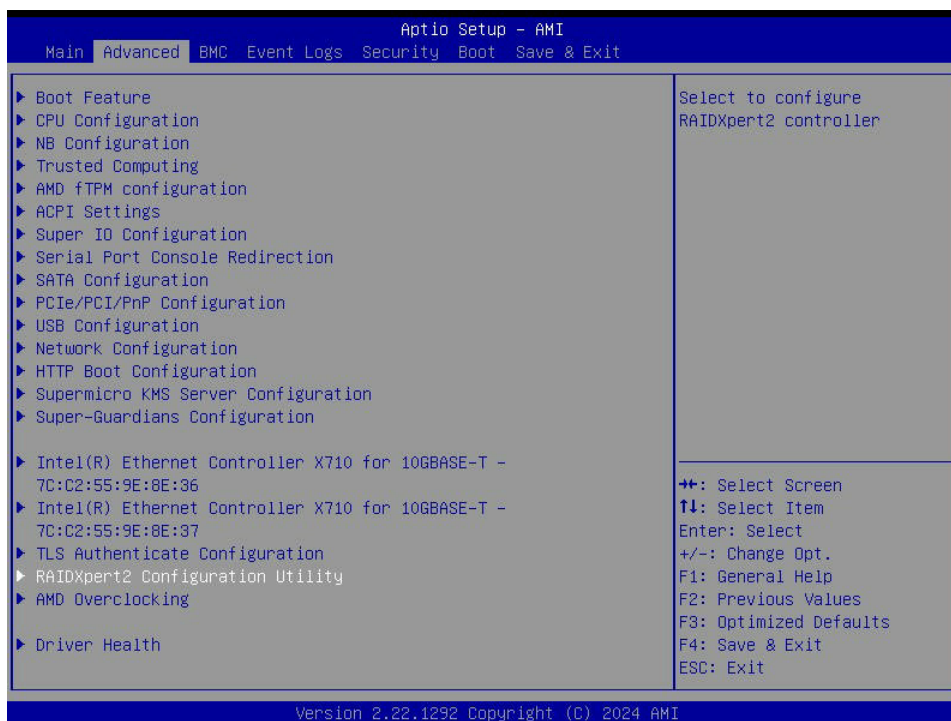 Aptio Setup - AMI
Main Advanced BMC Event Logs Security Boot Save & Exit
Boot Feature
CPU Configuration
NB Configuration
Trusted Computing
AMD fTPM configuration
ACPI Settings
Super IO Configuration
Serial Port Console Redirection
SATA Configuration
PCIe/PCI/PnP Configuration
USB Configuration
Network Configuration
HTTP Boot Configuration
Supermicro KMS Server Configuration
Super-Guardians Configuration
Intel(R) Ethernet Controller X710 for 10GBASE-T -
7C:C2:55:9E:8E:36
Intel(R) Ethernet Controller X710 for 10GBASE-T -
7C:C2:55:9E:8E:37
TLS Authenticate Configuration
RAIDXpert2 Configuration Utility
AMD Overclocking
Driver Health
Select to configure
RAIDXpert2 controller
→←: Select Screen
↑↓: Select Item
Enter: Select
+/-: Change Opt.
F1: General Help
F2: Previous Values
F3: Optimized Defaults
F4: Save & Exit
ESC: Exit
Version 2.22.1292 Copyright (C) 2024 AMI